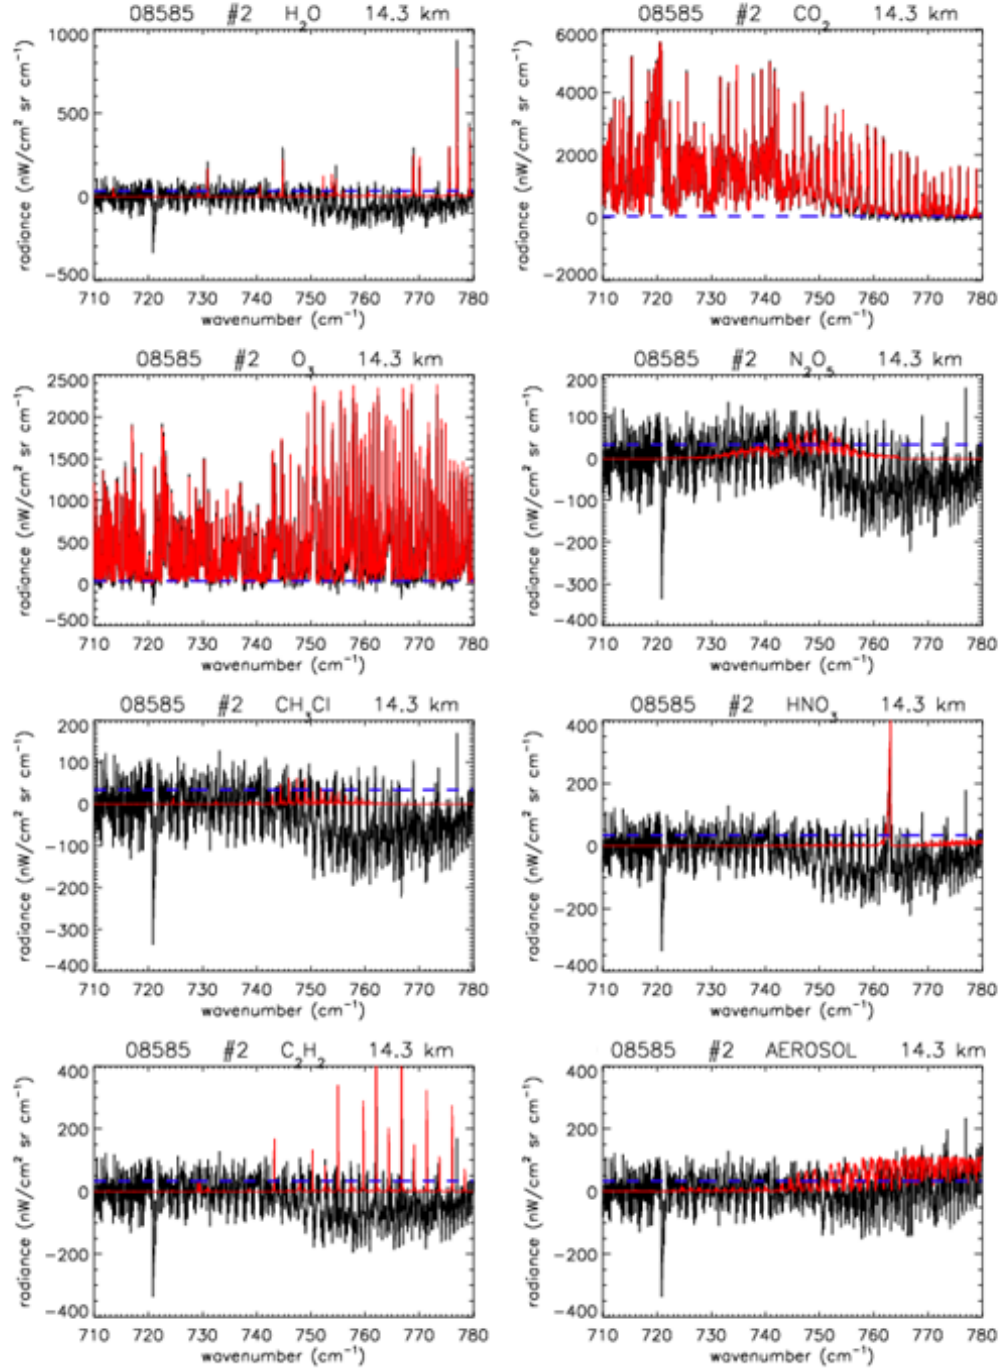 08585 #2 H₂O 14.3 km
1000
500
0
−500
710 720 730 740 750 760 770 780
wavenumber (cm⁻¹)
radiance (nW/cm² sr cm⁻¹)
08585 #2 CO₂ 14.3 km
6000
4000
2000
0
−2000
710 720 730 740 750 760 770 780
wavenumber (cm⁻¹)
radiance (nW/cm² sr cm⁻¹)
08585 #2 O₃ 14.3 km
2500
2000
1500
1000
500
0
−500
710 720 730 740 750 760 770 780
wavenumber (cm⁻¹)
radiance (nW/cm² sr cm⁻¹)
08585 #2 N₂O₅ 14.3 km
200
100
0
−100
−200
−300
−400
710 720 730 740 750 760 770 780
wavenumber (cm⁻¹)
radiance (nW/cm² sr cm⁻¹)
08585 #2 CH₃Cl 14.3 km
200
100
0
−100
−200
−300
−400
710 720 730 740 750 760 770 780
wavenumber (cm⁻¹)
radiance (nW/cm² sr cm⁻¹)
08585 #2 HNO₃ 14.3 km
400
200
0
−200
−400
710 720 730 740 750 760 770 780
wavenumber (cm⁻¹)
radiance (nW/cm² sr cm⁻¹)
08585 #2 C₂H₂ 14.3 km
400
200
0
−200
−400
710 720 730 740 750 760 770 780
wavenumber (cm⁻¹)
radiance (nW/cm² sr cm⁻¹)
08585 #2 AEROSOL 14.3 km
400
200
0
−200
−400
710 720 730 740 750 760 770 780
wavenumber (cm⁻¹)
radiance (nW/cm² sr cm⁻¹)